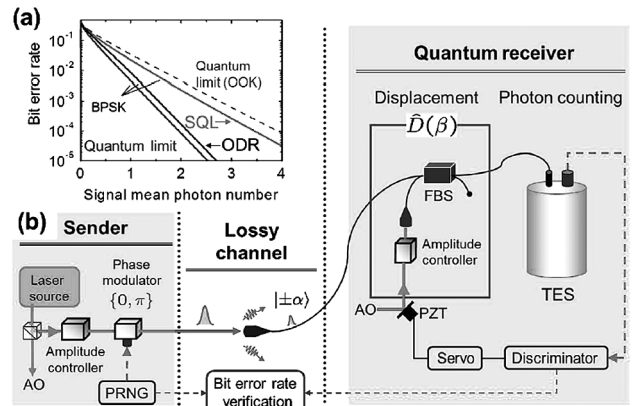 (a)
Bit error rate
10⁰
10⁻¹
10⁻²
10⁻³
10⁻⁴
10⁻⁵
Quantum
limit (OOK)
BPSK
SQL
ODR
Quantum limit
0 1 2 3 4
Signal mean photon number
Quantum receiver
Displacement Photon counting
D̂(β)
FBS
Amplitude
controller
AO
PZT
TES
Servo
Discriminator
(b)
Sender
Lossy
channel
Laser
source
Phase
modulator
{0, π}
|±α⟩
Amplitude
controller
AO
PRNG
Bit error rate
verification